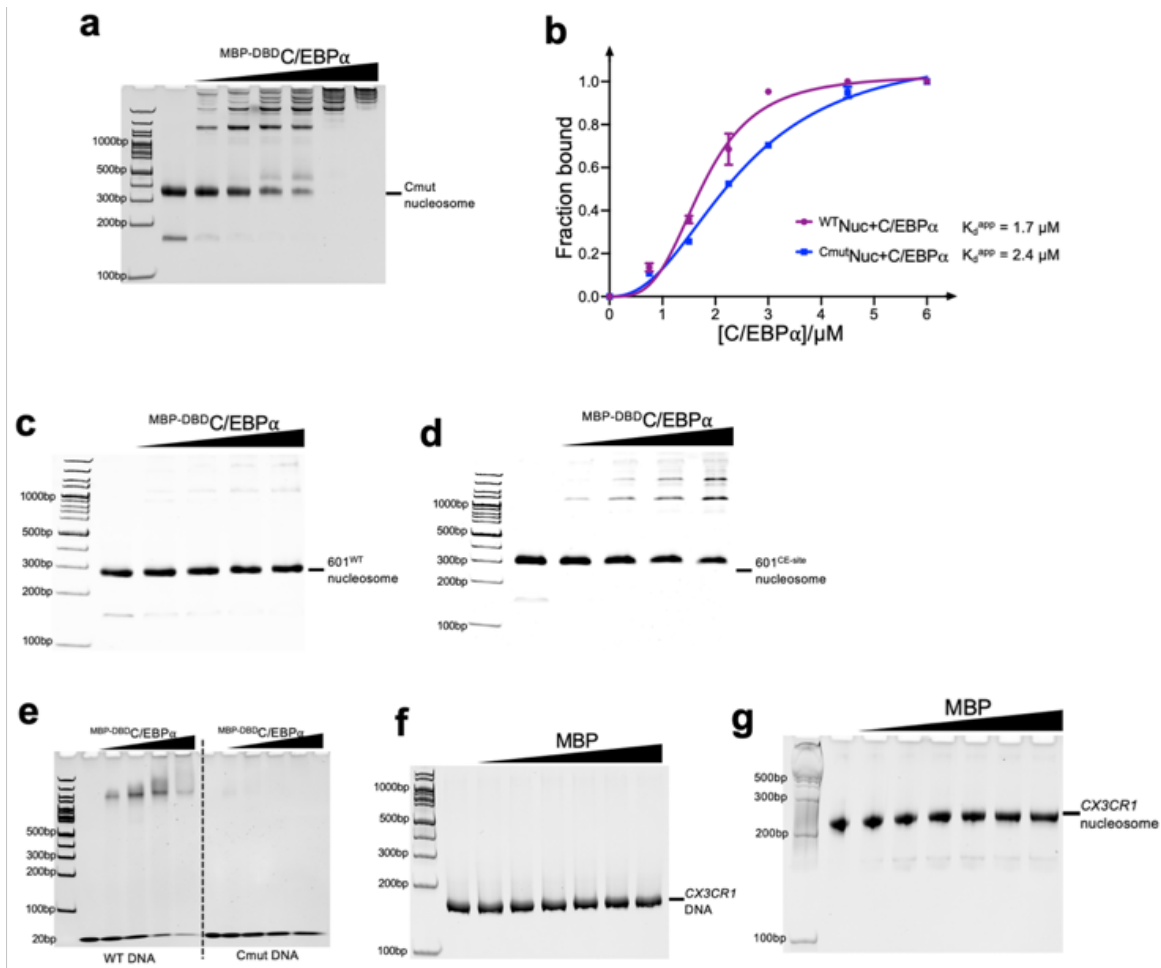 a
MBP-DBDC/EBPα
1000bp
500bp
300bp
200bp
100bp
Cmut
nucleosome
b
Fraction bound
1.0
0.8
0.6
0.4
0.2
0.0
0 1 2 3 4 5 6
[C/EBPα]/μM
WTNuc+C/EBPα Kdapp = 1.7 μM
CmutNuc+C/EBPα Kdapp = 2.4 μM
c
MBP-DBDC/EBPα
1000bp
500bp
300bp
200bp
100bp
601WT
nucleosome
d
MBP-DBDC/EBPα
1000bp
500bp
300bp
200bp
100bp
601CE-site
nucleosome
e
MBP-DBDC/EBPα MBP-DBDC/EBPα
500bp
300bp
200bp
100bp
20bp
WT DNA Cmut DNA
f
MBP
1000bp
500bp
300bp
200bp
100bp
CX3CR1
DNA
g
MBP
500bp
300bp
200bp
100bp
CX3CR1
nucleosome